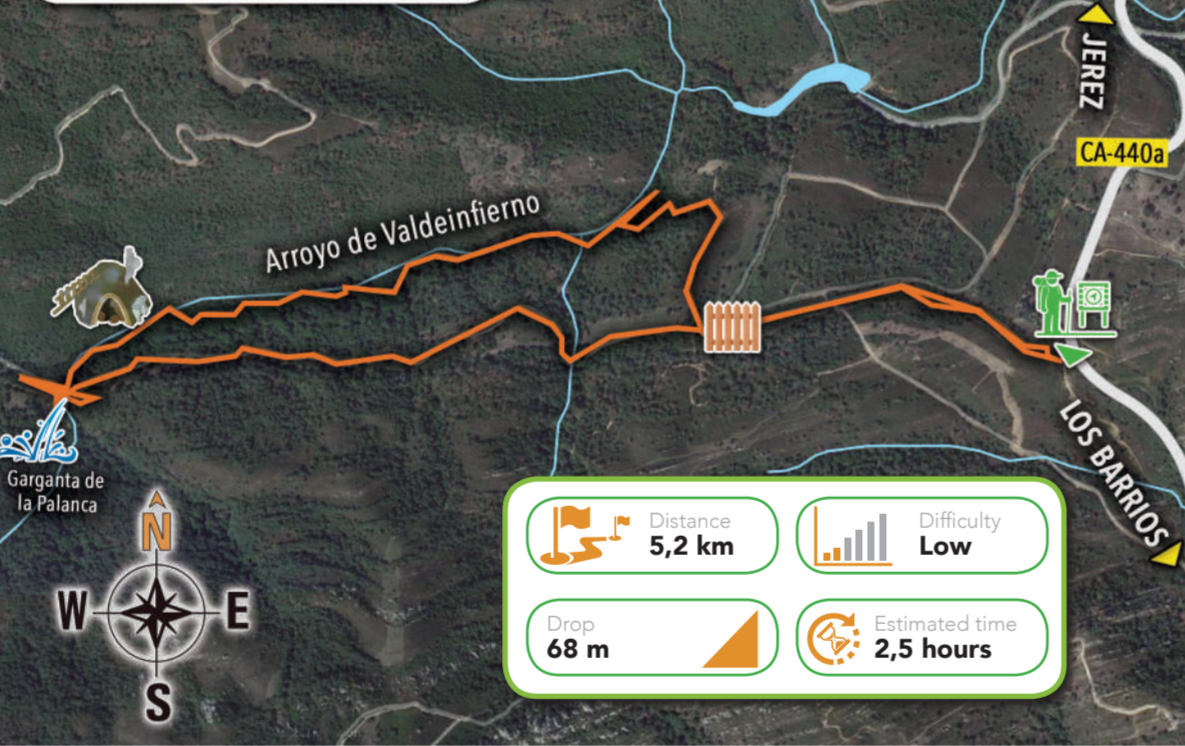 JEREZ
CA-440a
Arroyo de Valdeinfierno
LOS BARRIOS
Garganta de
la Palanca
N
W
E
S
Distance
5,2 km
Difficulty
Low
Drop
68 m
Estimated time
2,5 hours